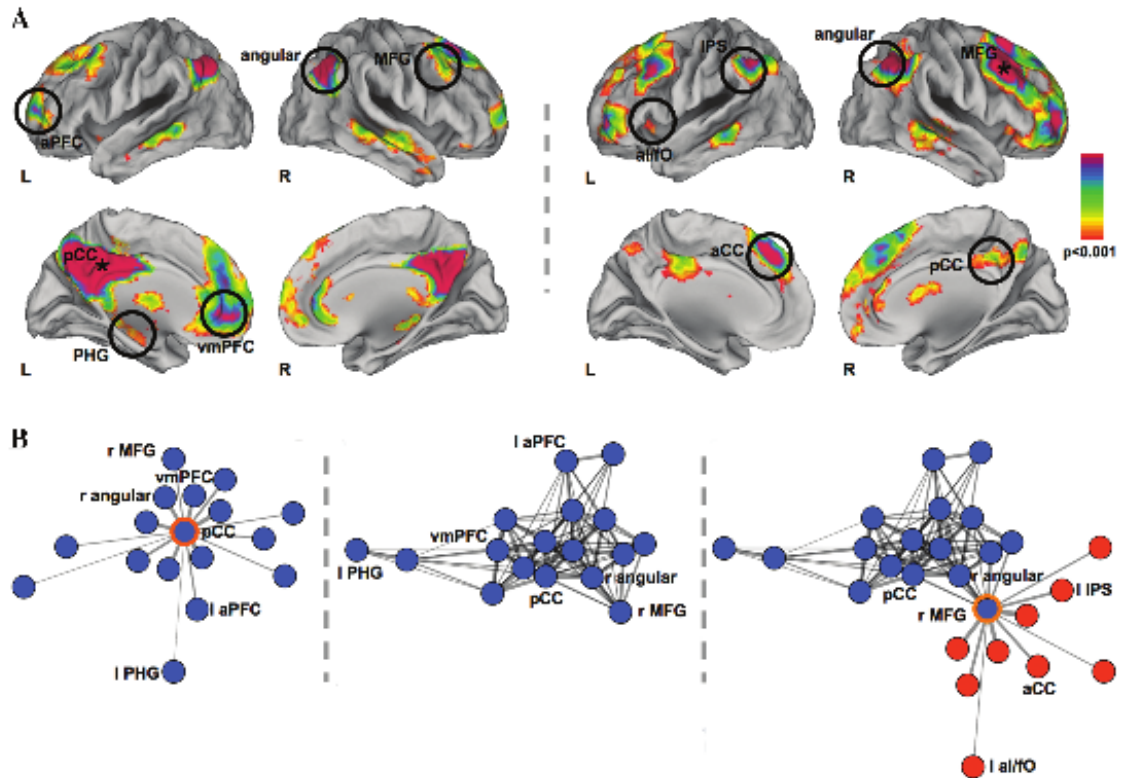 A
angular
MFG
aPFC
L
R
IPS
angular
MFG
*
aI/fO
L
R
p<0.001
pCC
*
PHG
vmPFC
L
R
aCC
pCC
L
R
B
r MFG
vmPFC
r angular
pCC
l aPFC
l PHG
l aPFC
vmPFC
l PHG
r angular
pCC
r MFG
r angular
pCC
l IPS
r MFG
aCC
l aI/fO